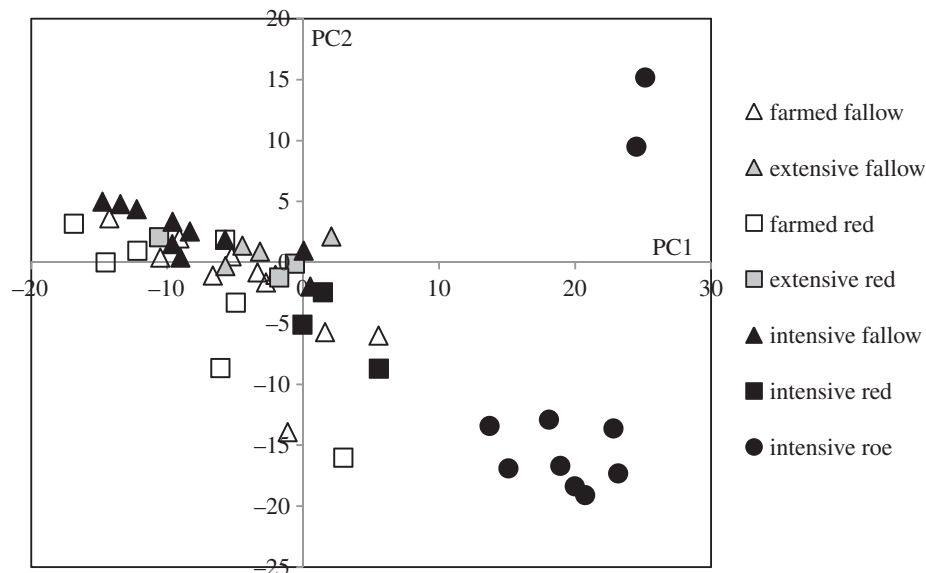 20
PC2
15
10
5
PC1
0
–20
–10
0
10
20
30
–5
–10
–15
–20
–25
farmed fallow
extensive fallow
farmed red
extensive red
intensive fallow
intensive red
intensive roe